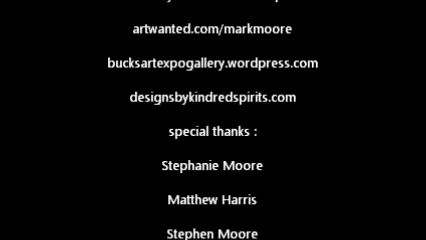 artwanted.com/markmoore
bucksartexpogallery.wordpress.com
designsbykindredspirits.com
special thanks :
Stephanie Moore
Matthew Harris
Stephen Moore